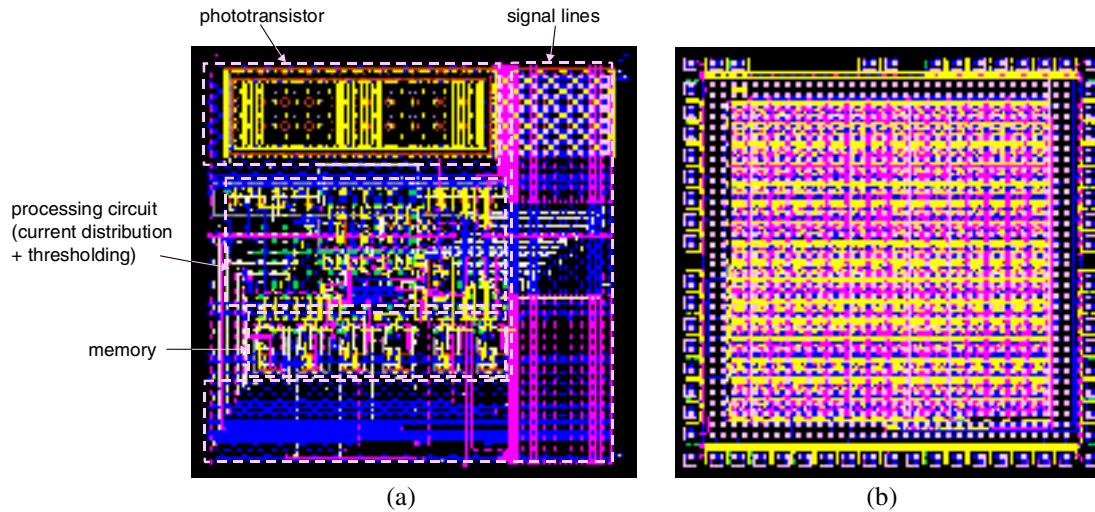 phototransistor
signal lines
processing circuit
(current distribution
+ thresholding)
memory
(a)
(b)